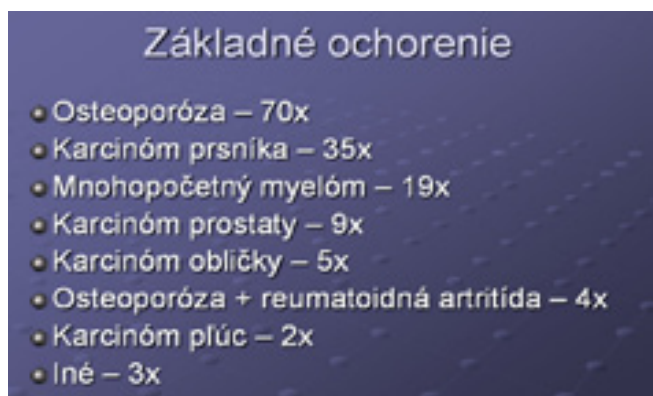 Základné ochorenie
Osteoporóza – 70x
Karcinóm prsníka – 35x
Mnohopočetný myelóm – 19x
Karcinóm prostaty – 9x
Karcinóm obličky – 5x
Osteoporóza + reumatoidná artritída – 4x
Karcinóm pľúc – 2x
Iné – 3x